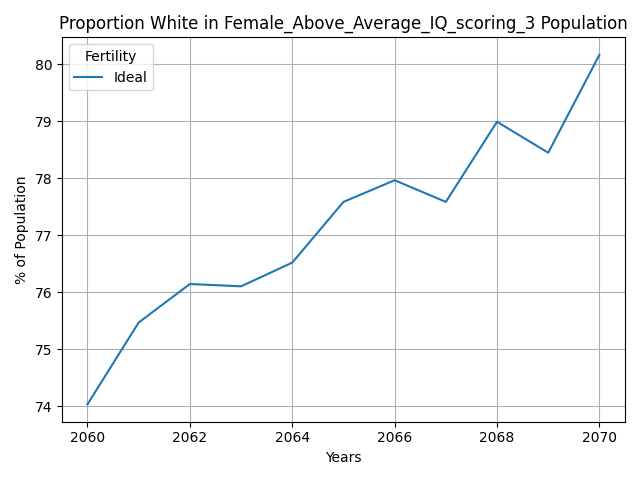 Proportion White in Female_Above_Average_IQ_scoring_3 Population
Fertility
Ideal
% of Population
80
79
78
77
76
75
74
2060
2062
2064
2066
2068
2070
Years